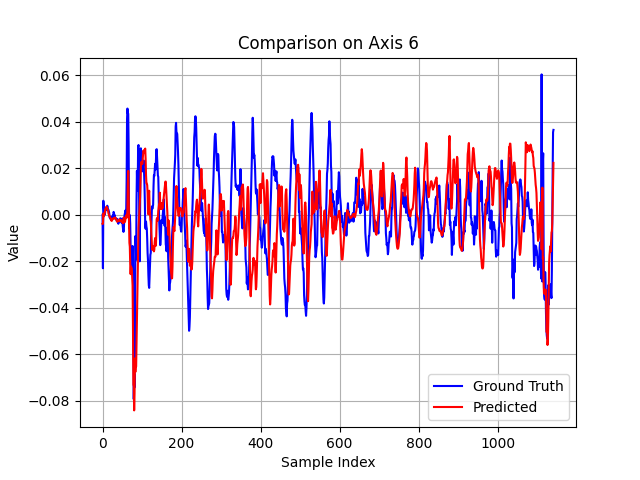 Comparison on Axis 6
Value
0.06
0.04
0.02
0.00
−0.02
−0.04
−0.06
−0.08
0
200
400
600
800
1000
Sample Index
Ground Truth
Predicted